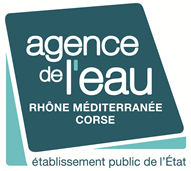 agence
de l'eau
RHÔNE MÉDITERRANÉE
CORSE
établissement public de l'État